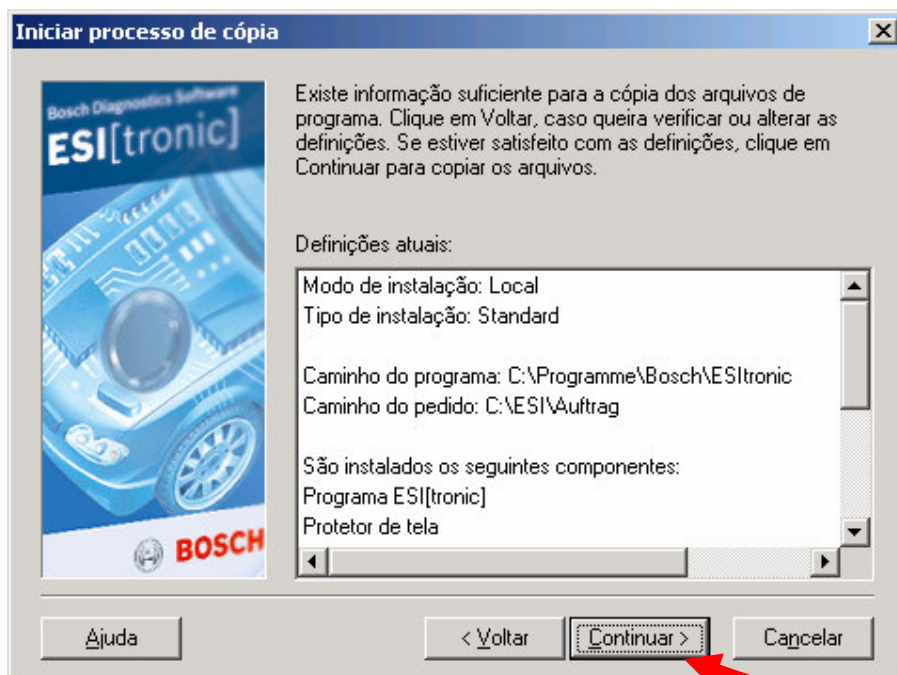 Iniciar processo de cópia
Bosch Diagnostics Software
ESI[tronic]
BOSCH
Existe informação suficiente para a cópia dos arquivos de
programa. Clique em Voltar, caso queira verificar ou alterar as
definições. Se estiver satisfeito com as definições, clique em
Continuar para copiar os arquivos.
Definições atuais:
Modo de instalação: Local
Tipo de instalação: Standard
Caminho do programa: C:\Programme\Bosch\ESItronic
Caminho do pedido: C:\ESI\Auftrag
São instalados os seguintes componentes:
Programa ESI[tronic]
Protetor de tela
Ajuda
< Voltar
Continuar >
Cancelar